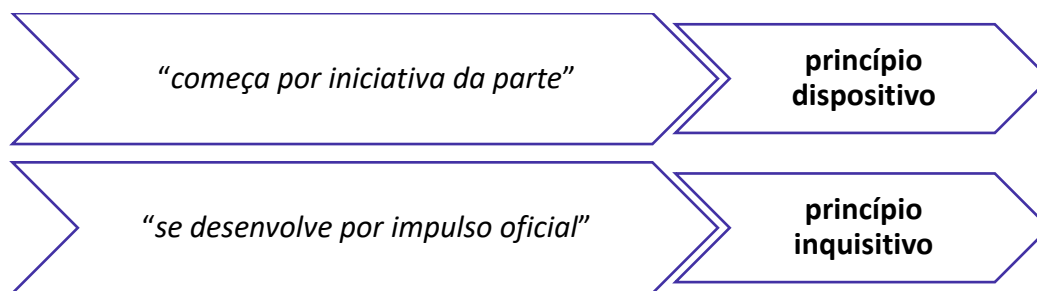 “começa por iniciativa da parte”
princípio
dispositivo
“se desenvolve por impulso oficial”
princípio
inquisitivo